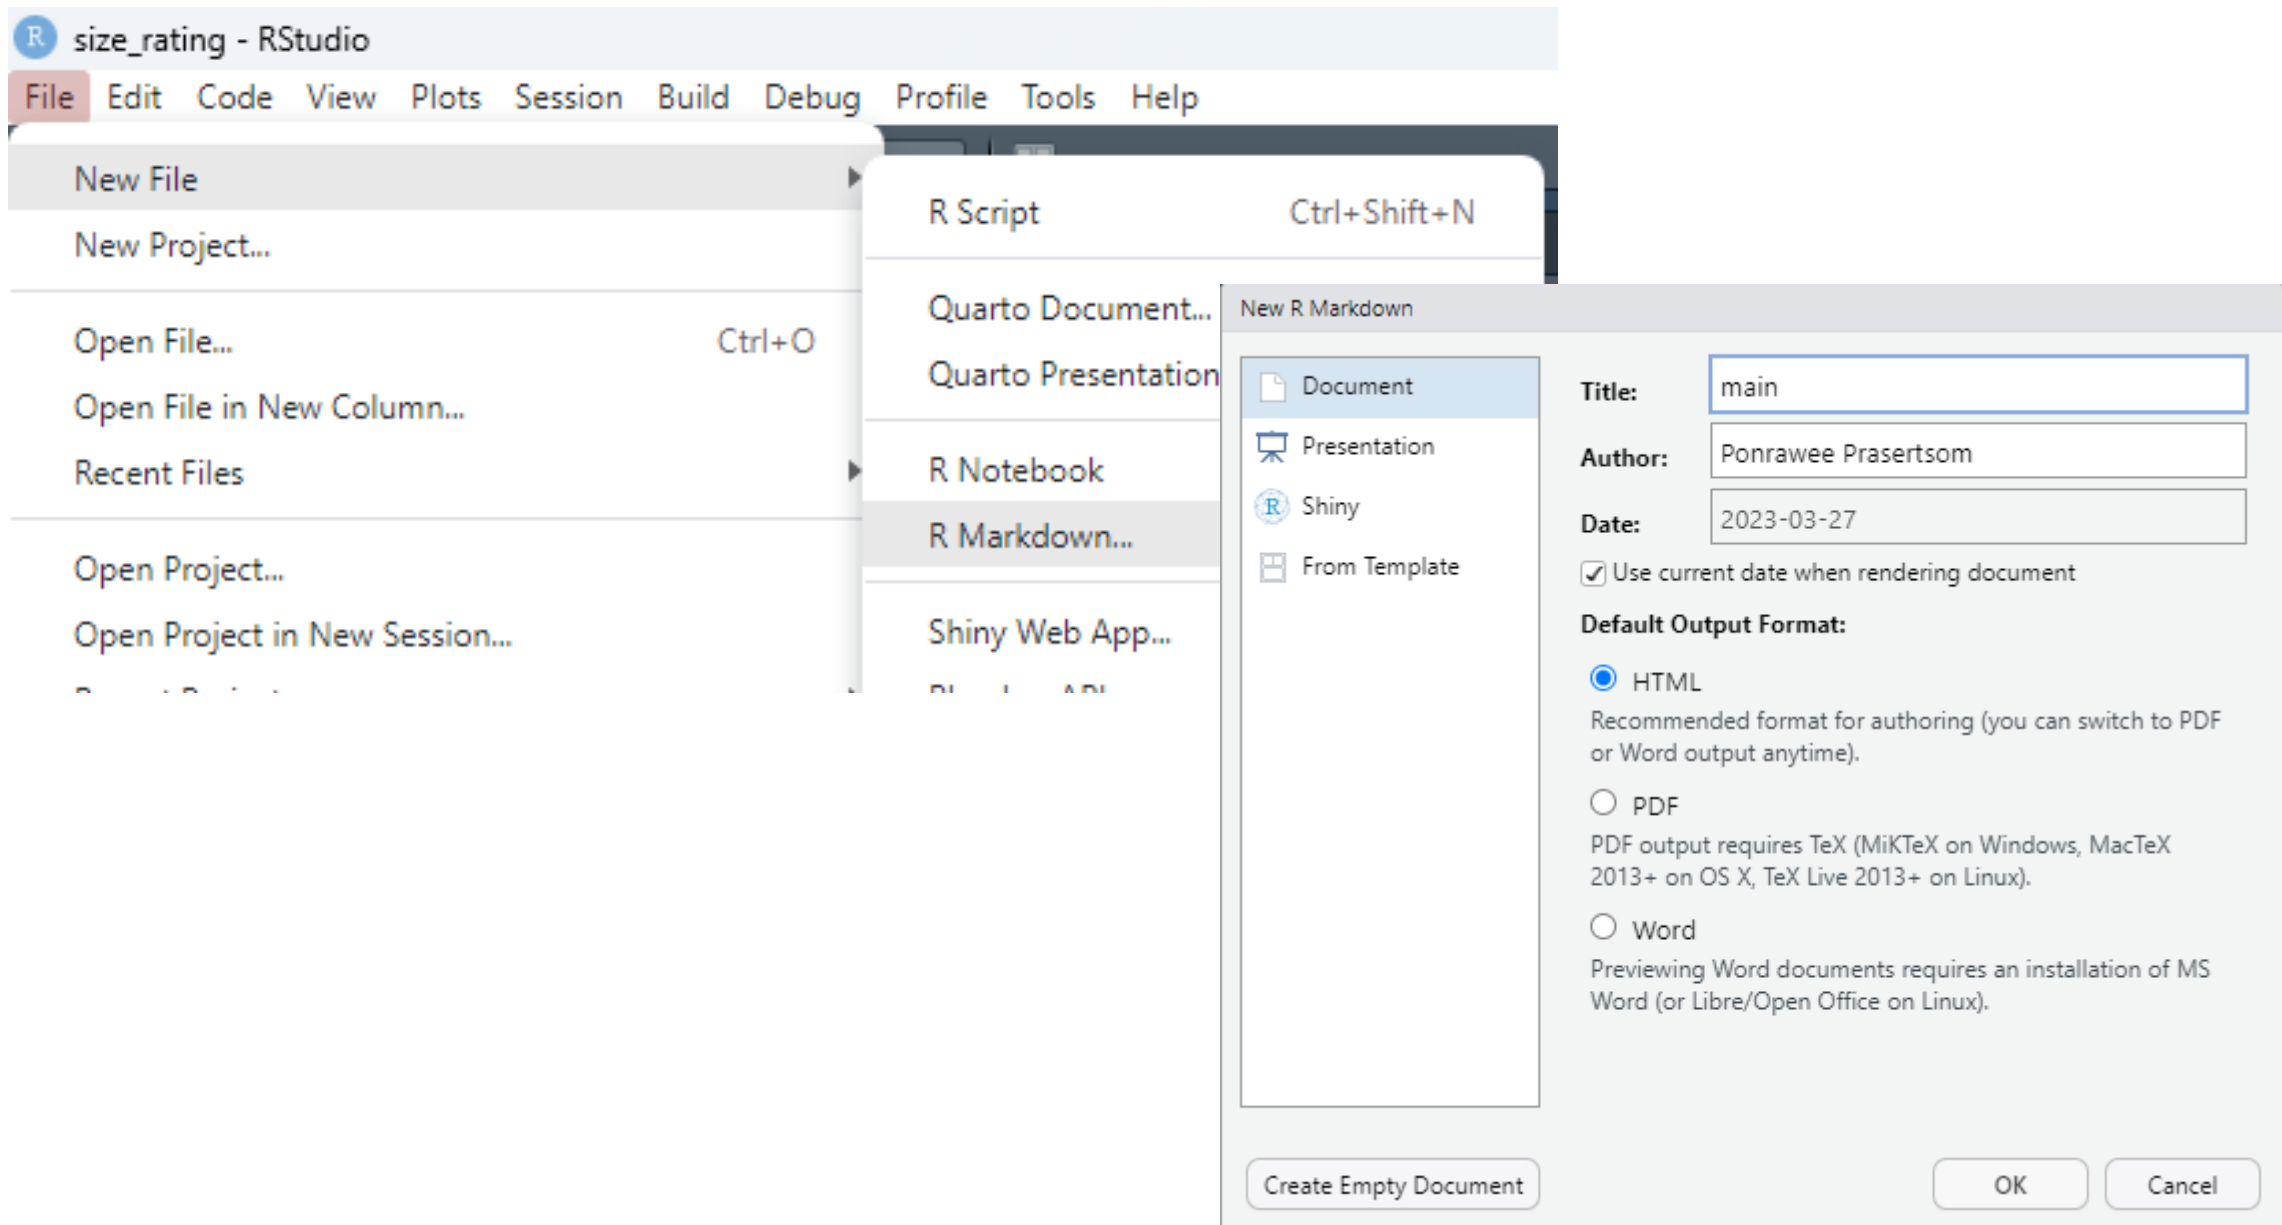 R size_rating - RStudio
File Edit Code View Plots Session Build Debug Profile Tools Help
New File
New Project...
Open File... Ctrl+O
Open File in New Column...
Recent Files
Open Project...
Open Project in New Session...
R Script Ctrl+Shift+N
Quarto Document...
Quarto Presentation
R Notebook
R Markdown...
Shiny Web App...
New R Markdown
Document
Presentation
R Shiny
From Template
Title: main
Author: Ponrawee Prasertsom
Date: 2023-03-27
Use current date when rendering document
Default Output Format:
HTML
Recommended format for authoring (you can switch to PDF
or Word output anytime).
PDF
PDF output requires TeX (MiKTeX on Windows, MacTeX
2013+ on OS X, TeX Live 2013+ on Linux).
Word
Previewing Word documents requires an installation of MS
Word (or Libre/Open Office on Linux).
Create Empty Document OK Cancel